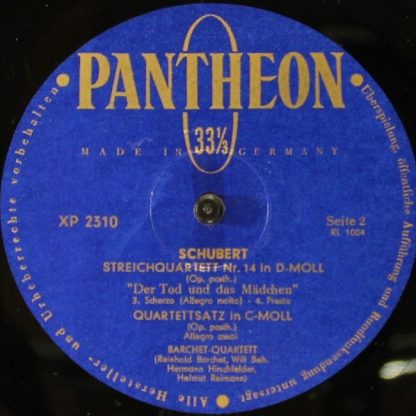 PANTHEON
33 1/3
MADE IN GERMANY
XP 2310
Seite 2
KL 1004
SCHUBERT
STREICHQUARTETT Nr. 14 in D-MOLL
(Op. posth.)
"Der Tod und das Mädchen"
3. Scherzo (Allegro molto) - 4. Presto
QUARTETTSATZ in C-MOLL
(Op. posth.)
Allegro assai
BARCHET-QUARTETT
(Reinhold Barchet, Will Beh,
Hermann Hirschfelder,
Helmut Reimann)
• Alle Hersteller- und Urheberrechte vorbehalten • Überspielung, öffentliche Aufführung und Rundfunksendung untersagt.